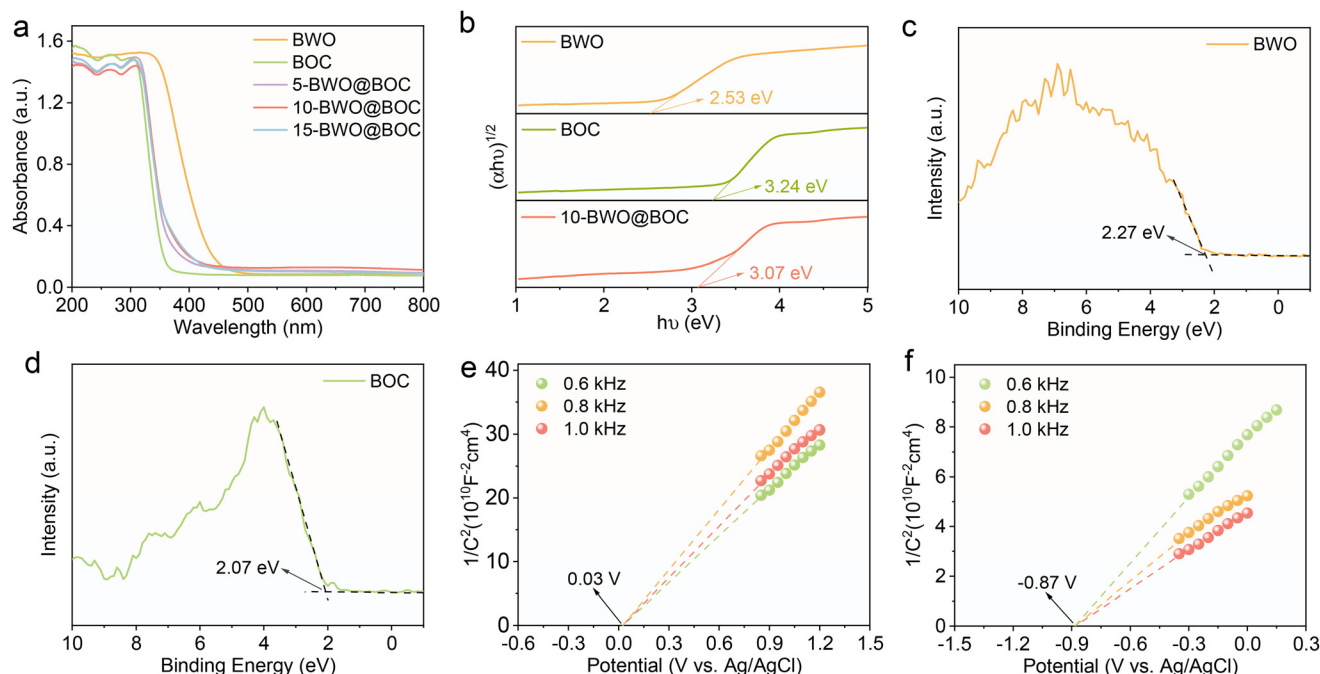 a
Absorbance (a.u.)
1.6
1.2
0.8
0.4
0.0
BWO
BOC
5-BWO@BOC
10-BWO@BOC
15-BWO@BOC
200 300 400 500 600 700 800
Wavelength (nm)
b
(αhυ)1/2
BWO
2.53 eV
BOC
3.24 eV
10-BWO@BOC
3.07 eV
1 2 3 4 5
hυ (eV)
c
Intensity (a.u.)
BWO
2.27 eV
10 8 6 4 2 0
Binding Energy (eV)
d
Intensity (a.u.)
BOC
2.07 eV
10 8 6 4 2 0
Binding Energy (eV)
e
1/C2(1010F-2cm4)
40
30
20
10
0
0.6 kHz
0.8 kHz
1.0 kHz
0.03 V
-0.6 -0.3 0.0 0.3 0.6 0.9 1.2 1.5
Potential (V vs. Ag/AgCl)
f
1/C2(1010F-2cm4)
10
8
6
4
2
0
0.6 kHz
0.8 kHz
1.0 kHz
-0.87 V
-1.5 -1.2 -0.9 -0.6 -0.3 0.0 0.3
Potential (V vs. Ag/AgCl)